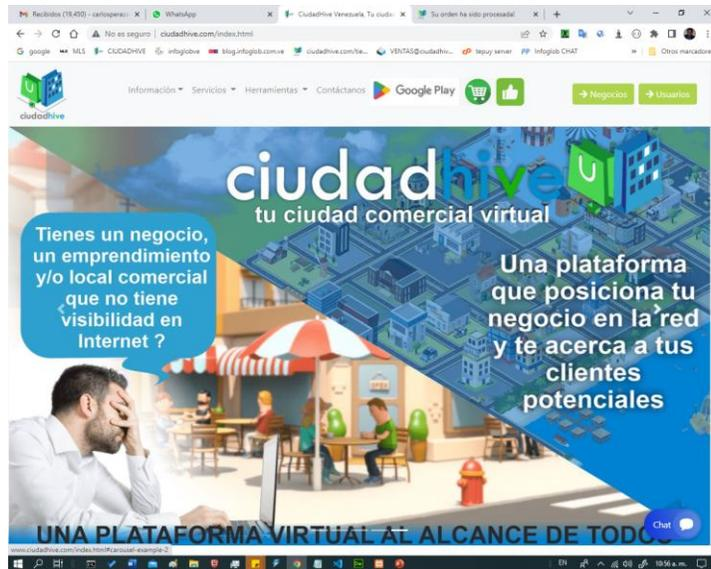 Recibidos (19,450) - carlosperaz
WhatsApp
CiudadHive Venezuela, Tu ciuda
Su orden ha sido procesada!
No es seguro | ciudadhive.com/index.html
google
MLS
CIUDADHIVE
infoglobve
blog.infoglob.com.ve
ciudadhive.com/tie...
VENTAS@ciudadhiv...
tepuy server
Infoglob CHAT
»
Otros marcadores
ciudadhive
Información
Servicios
Herramientas
Contáctanos
Google Play
→ Negocios
→ Usuarios
ciudadhive
tu ciudad comercial virtual
Tienes un negocio,
un emprendimiento
y/o local comercial
que no tiene
visibilidad en
Internet ?
Una plataforma
que posiciona tu
negocio en la red
y te acerca a tus
clientes
potenciales
OPEN
UNA PLATAFORMA VIRTUAL AL ALCANCE DE TODOS
Chat
www.ciudadhive.com/index.html#carousel-example-2
EN
10:56 a. m.